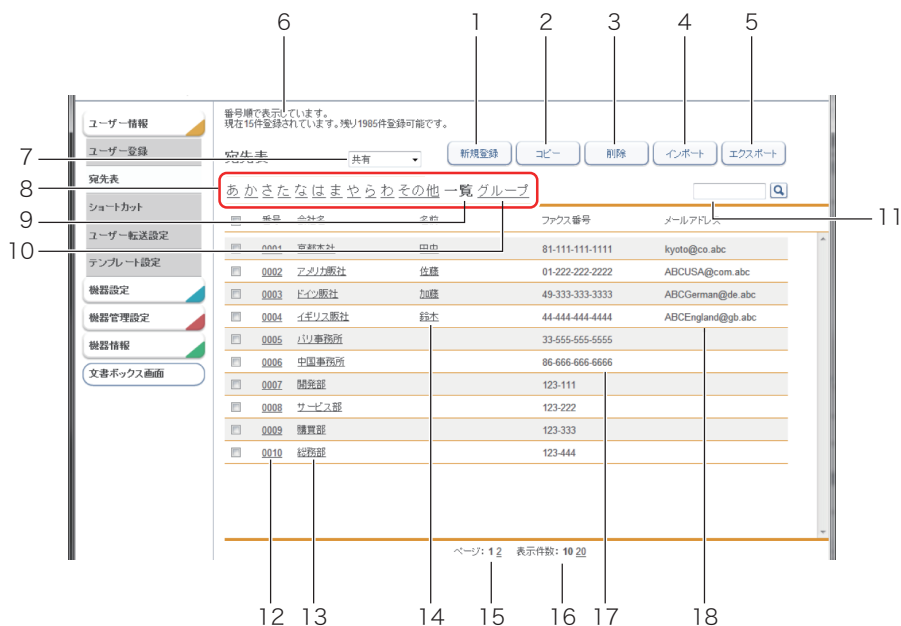 6 1 2 3 4 5
番号順で表示しています。
現在15件登録されています。残り1985件登録可能です。
ユーザー情報
ユーザー登録
宛先表
ショートカット
ユーザー転送設定
テンプレート設定
機器設定
機器管理設定
機器情報
文書ボックス画面
7
8
9
10
宛先表 共有 新規登録 コピー 削除 インポート エクスポート
あ か さ た な は ま や ら わ その他 一覧 グループ
11
番号 会社名 名前 ファクス番号 メールアドレス
0001 京都本社 田中 81-111-111-1111 kyoto@co.abc
0002 アメリカ販社 佐藤 01-222-222-2222 ABCUSA@com.abc
0003 ドイツ販社 加藤 49-333-333-3333 ABCGerman@de.abc
0004 イギリス販社 鈴木 44-444-444-4444 ABCEngland@gb.abc
0005 パリ事務所 33-555-555-5555
0006 中国事務所 86-666-666-6666
0007 開発部 123-111
0008 サービス部 123-222
0009 購買部 123-333
0010 総務部 123-444
ページ: 1 2 表示件数: 10 20
12 13 14 15 16 17 18